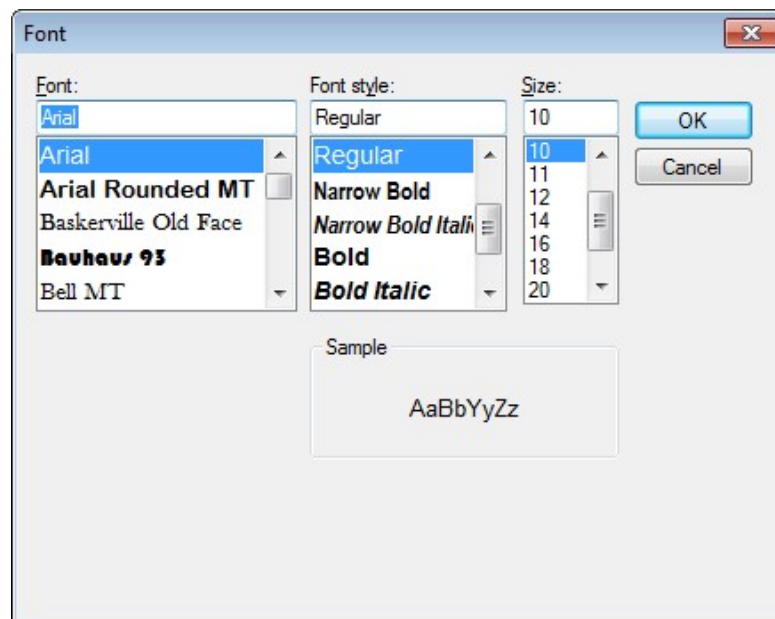 Font
Font:
Font style:
Size:
Arial
Regular
10
OK
Cancel
Arial
Arial Rounded MT
Baskerville Old Face
Bauhaus 93
Bell MT
Regular
Narrow Bold
Narrow Bold Itali
Bold
Bold Italic
10
11
12
14
16
18
20
Sample
AaBbYyZz